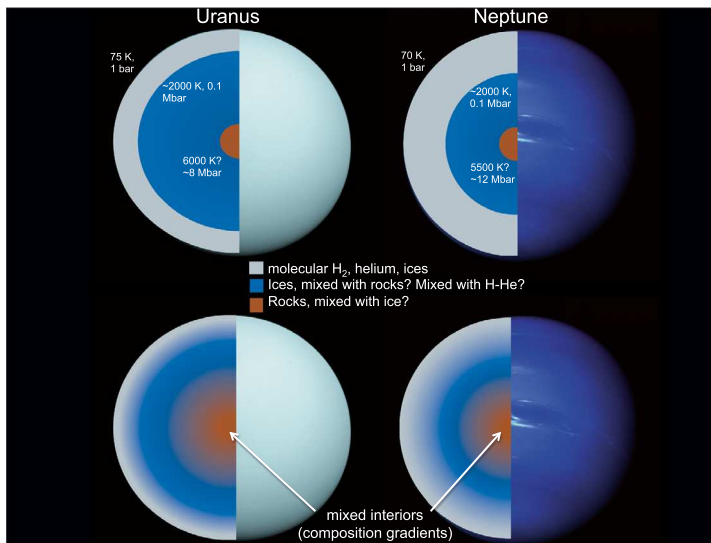 Uranus
Neptune
75 K,
1 bar
~2000 K, 0.1
Mbar
6000 K?
~8 Mbar
70 K,
1 bar
~2000 K,
0.1 Mbar
5500 K?
~12 Mbar
molecular H₂, helium, ices
Ices, mixed with rocks? Mixed with H-He?
Rocks, mixed with ice?
mixed interiors
(composition gradients)